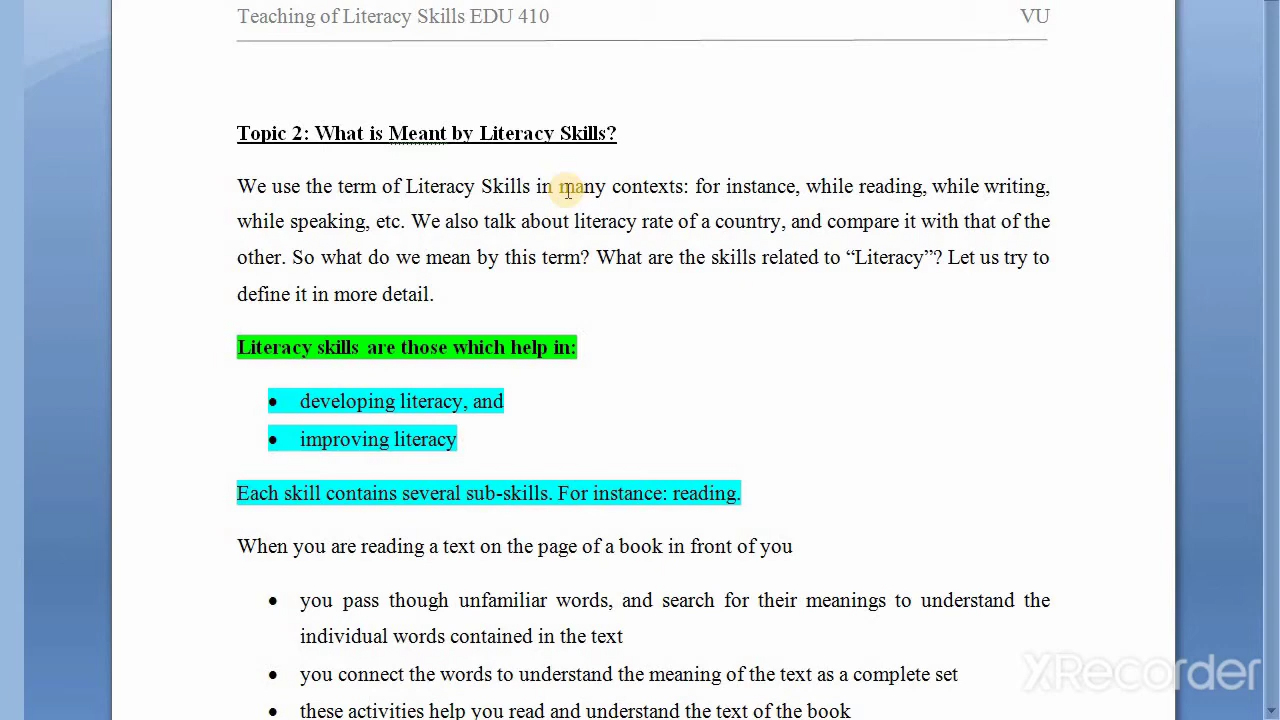 Teaching of Literacy Skills EDU 410 VU
Topic 2: What is Meant by Literacy Skills?
We use the term of Literacy Skills in many contexts: for instance, while reading, while writing,
while speaking, etc. We also talk about literacy rate of a country, and compare it with that of the
other. So what do we mean by this term? What are the skills related to “Literacy”? Let us try to
define it in more detail.
Literacy skills are those which help in:
• developing literacy, and
• improving literacy
Each skill contains several sub-skills. For instance: reading.
When you are reading a text on the page of a book in front of you
• you pass though unfamiliar words, and search for their meanings to understand the
individual words contained in the text
• you connect the words to understand the meaning of the text as a complete set
• these activities help you read and understand the text of the book
XRecorder